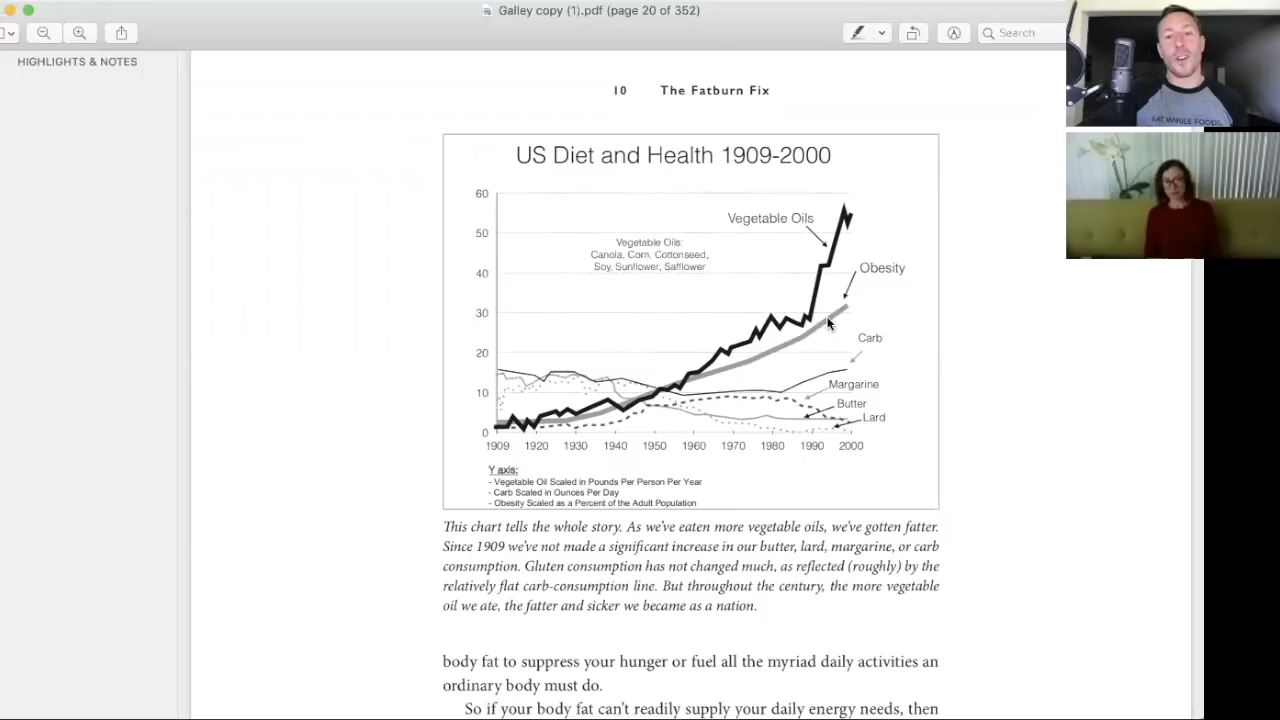 Galley copy (1).pdf (page 20 of 352)
Search
HIGHLIGHTS & NOTES
EAT WHOLE FOODS
10 The Fatburn Fix
US Diet and Health 1909-2000
60
50
40
30
20
10
0
Vegetable Oils
Vegetable Oils:
Canola, Corn, Cottonseed,
Soy, Sunflower, Safflower
Obesity
Carb
Margarine
Butter
Lard
1909 1920 1930 1940 1950 1960 1970 1980 1990 2000
Y axis:
- Vegetable Oil Scaled in Pounds Per Person Per Year
- Carb Scaled in Ounces Per Day
- Obesity Scaled as a Percent of the Adult Population
This chart tells the whole story. As we've eaten more vegetable oils, we've gotten fatter.
Since 1909 we've not made a significant increase in our butter, lard, margarine, or carb
consumption. Gluten consumption has not changed much, as reflected (roughly) by the
relatively flat carb-consumption line. But throughout the century, the more vegetable
oil we ate, the fatter and sicker we became as a nation.
body fat to suppress your hunger or fuel all the myriad daily activities an
ordinary body must do.
So if your body fat can't readily supply your daily energy needs, then